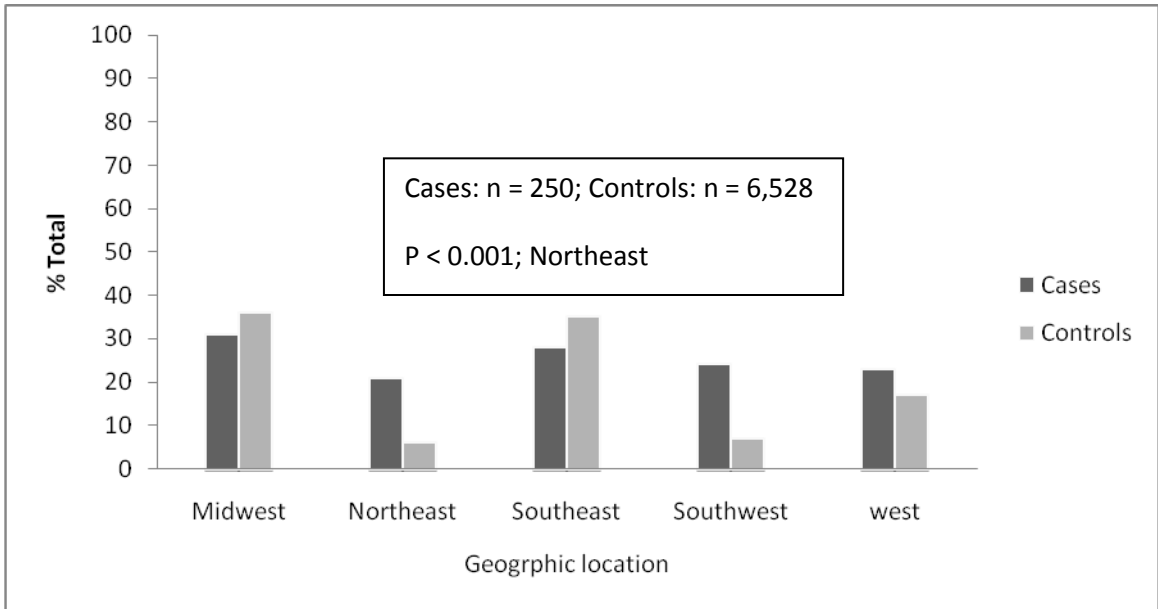 100
90
80
70
60
50
40
30
20
10
0
% Total
Cases: n = 250; Controls: n = 6,528
P < 0.001; Northeast
Cases
Controls
Midwest Northeast Southeast Southwest west
Geogrphic location